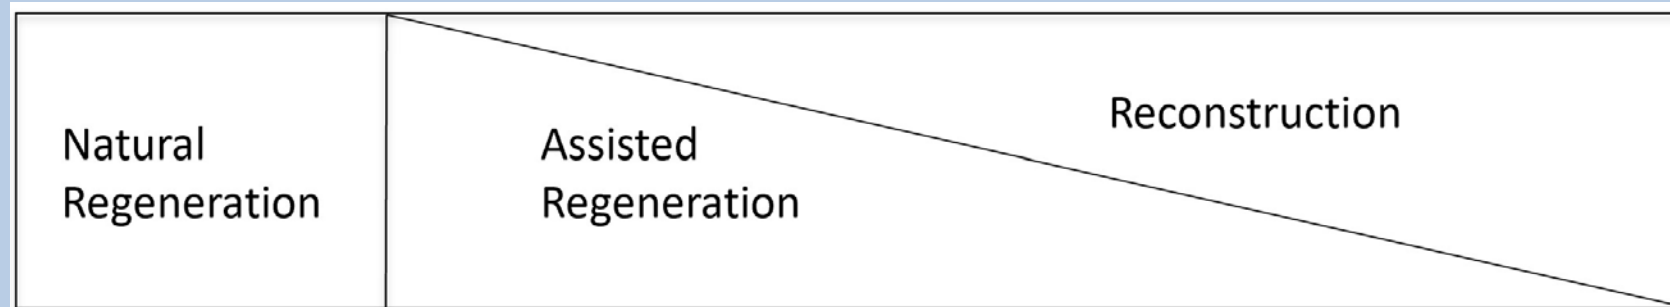 Natural
Regeneration
Assisted
Regeneration
Reconstruction